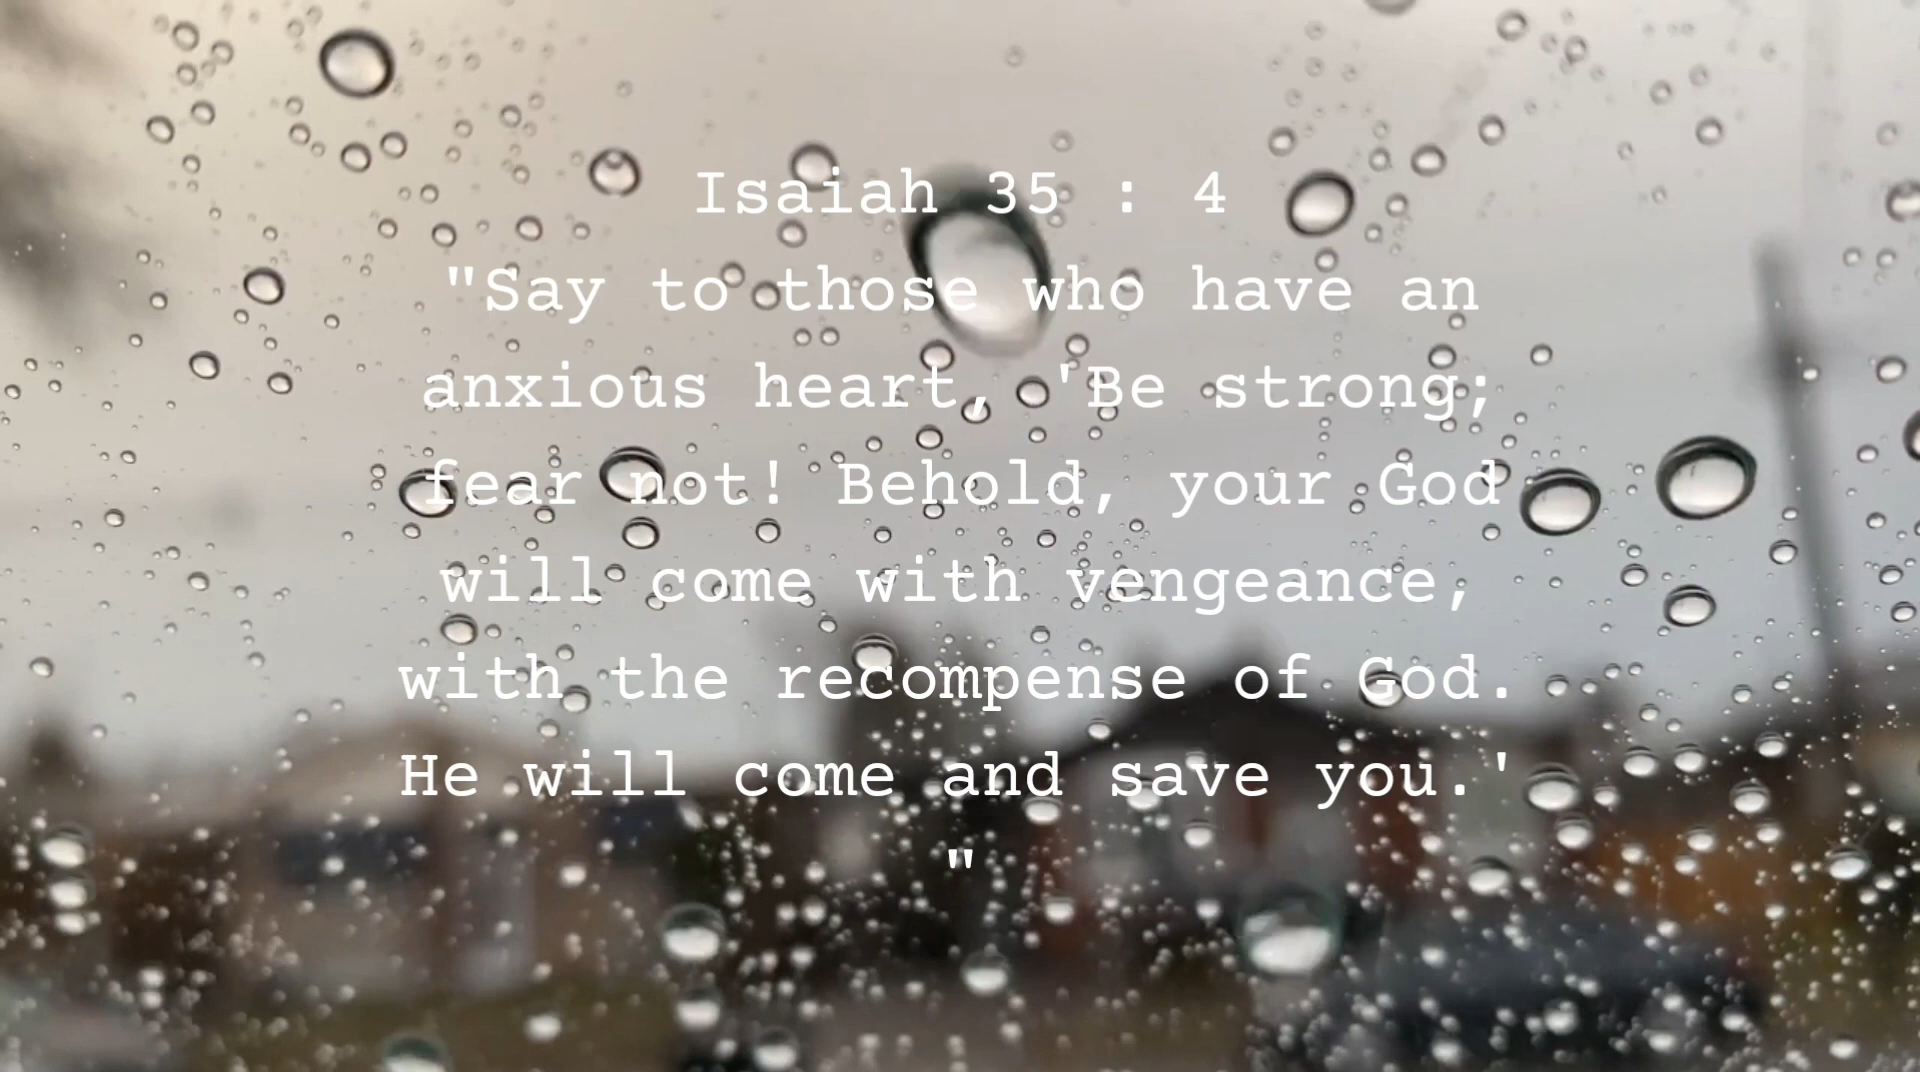 Isaiah 35 : 4
"Say to those who have an
anxious heart, 'Be strong;
fear not! Behold, your God
will come with vengeance,
with the recompense of God.
He will come and save you.'
"